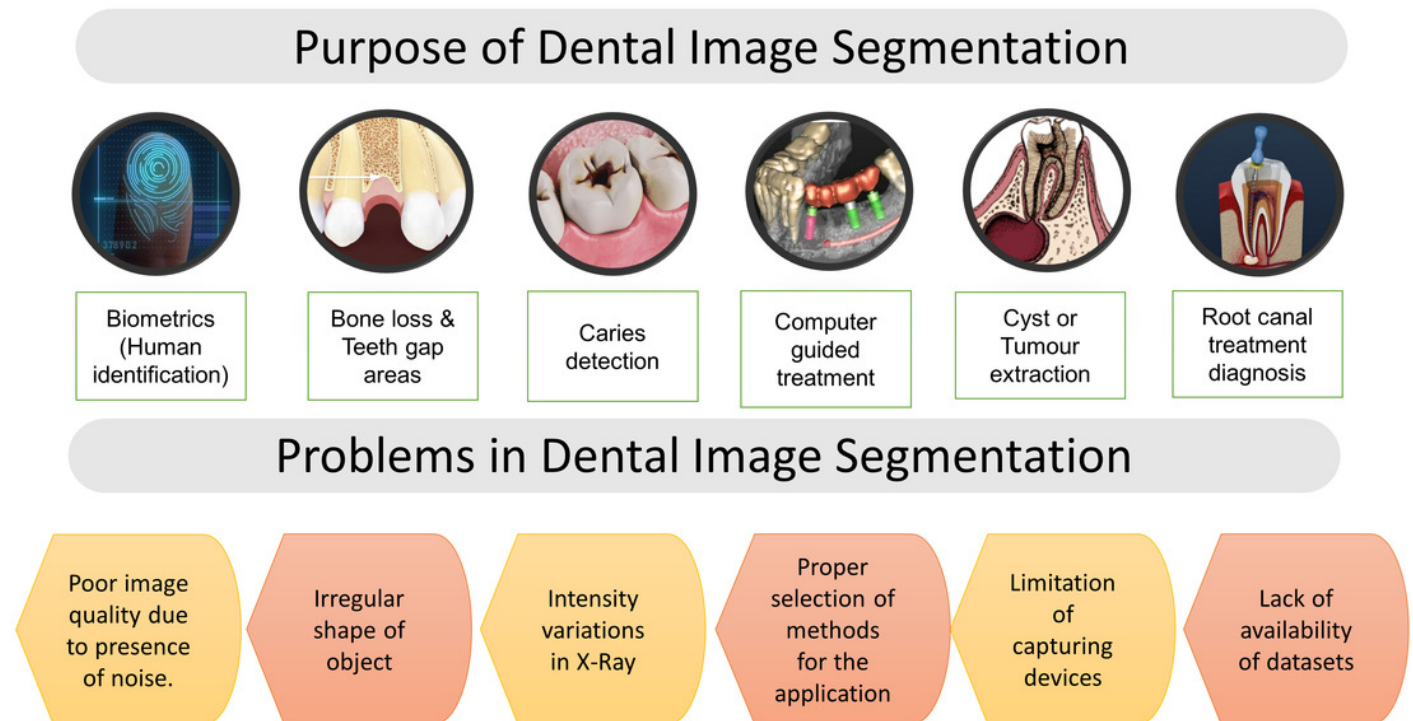 Purpose of Dental Image Segmentation
378902
Biometrics
(Human
identification)
Bone loss &
Teeth gap
areas
Caries
detection
Computer
guided
treatment
Cyst or
Tumour
extraction
Root canal
treatment
diagnosis
Problems in Dental Image Segmentation
Poor image
quality due
to presence
of noise.
Irregular
shape of
object
Intensity
variations
in X-Ray
Proper
selection of
methods
for the
application
Limitation
of
capturing
devices
Lack of
availability
of datasets